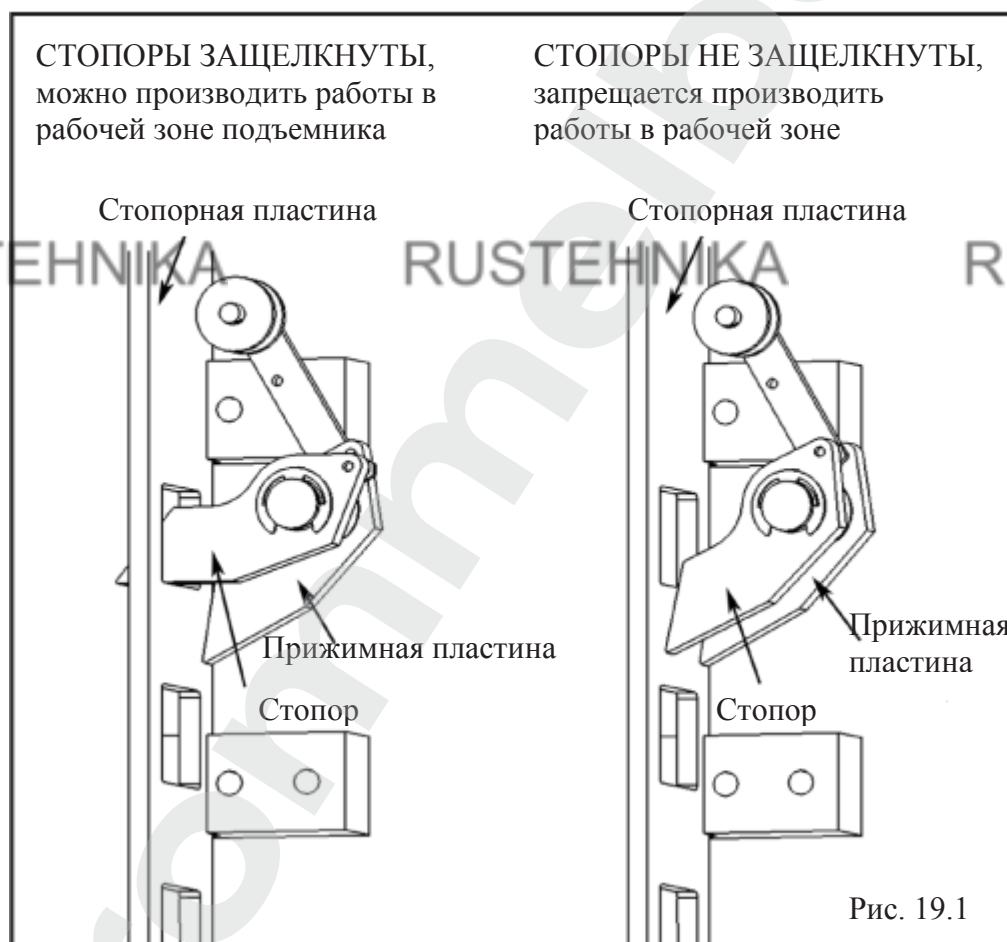 СТОПОРЫ ЗАЩЕЛКНУТЫ,
можно производить работы в
рабочей зоне подъемника
СТОПОРЫ НЕ ЗАЩЕЛКНУТЫ,
запрещается производить
работы в рабочей зоне
Стопорная пластина
Стопорная пластина
TEHNIKA
RUSTEHNIKA
R
Прижимная пластина
Стопор
Прижимная
пластина
Стопор
Рис. 19.1